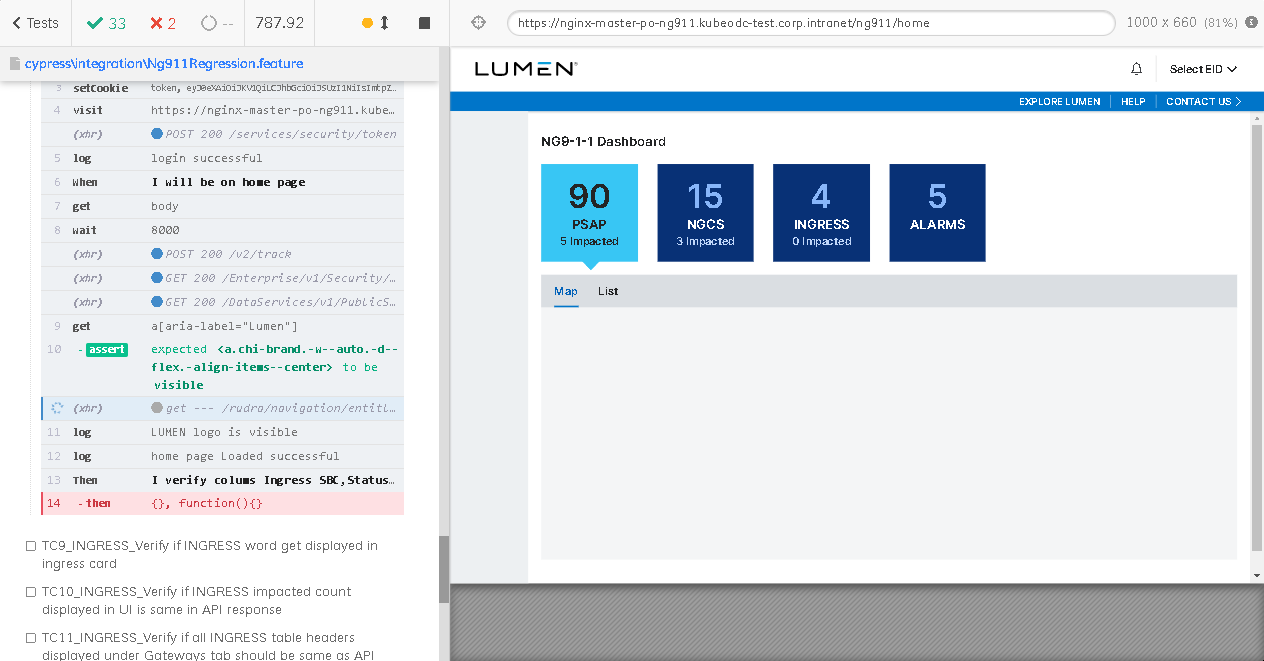 Tests 33 2 -- 787.92
https://nginx-master-po-ng911.kubeodc-test.corp.intranet/ng911/home 1000 x 660 (81%)
cypress\integration\Ng911Regression.feature
3 setCookie
4 visit https://nginx-master-po-ng911.kube…
(xhr) POST 200 /services/security/token
5 log login successful
6 When I will be on home page
7 get body
8 wait 8000
(xhr) POST 200 /v2/track
(xhr) GET 200 /Enterprise/v1/Security/…
(xhr) GET 200 /DataServices/v1/PublicS…
9 get a[aria-label="Lumen"]
10 -assert expected <a.chi-brand.-w--auto.-d--
flex.-align-items--center> to be
visible
(xhr) get --- /rudra/navigation/entitl…
11 log LUMEN logo is visible
12 log home page Loaded successful
13 Then I verify colums Ingress SBC,Status…
14 -then {}, function(){}
TC9_INGRESS_Verify if INGRESS word get displayed in
ingress card
TC10_INGRESS_Verify if INGRESS impacted count
displayed in UI is same in API response
TC11_INGRESS_Verify if all INGRESS table headers
displayed under Gateways tab should be same as API
LUMEN®
Select EID
EXPLORE LUMEN HELP CONTACT US
NG9-1-1 Dashboard
90
PSAP
5 Impacted
15
NGCS
3 Impacted
4
INGRESS
0 Impacted
5
ALARMS
Map List